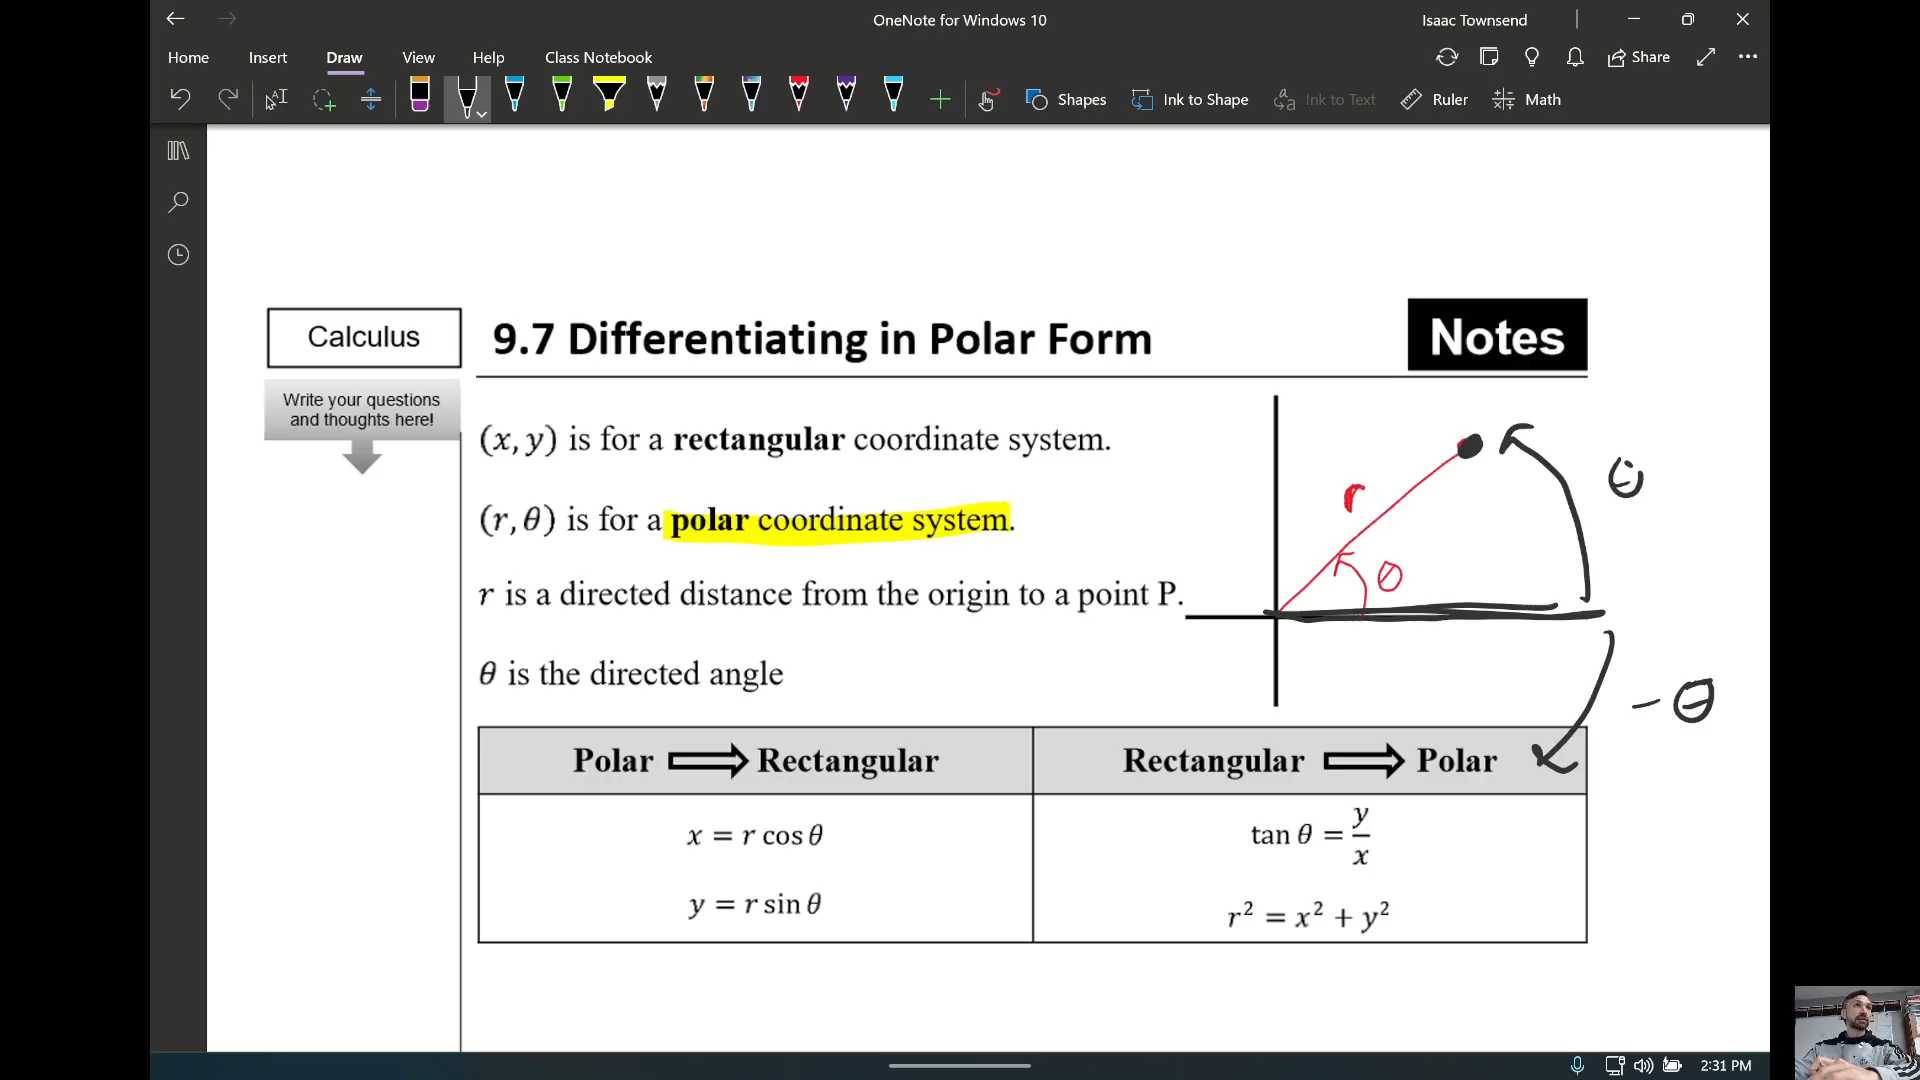 OneNote for Windows 10
Isaac Townsend
Home Insert Draw View Help Class Notebook
Share
Shapes Ink to Shape Ink to Text Ruler Math
Calculus
9.7 Differentiating in Polar Form
Notes
Write your questions
and thoughts here!
(x, y) is for a rectangular coordinate system.
(r, θ) is for a polar coordinate system.
r is a directed distance from the origin to a point P.
θ is the directed angle
r
θ
θ
- θ
Polar ⇒ Rectangular
x = r cos θ
y = r sin θ
Rectangular ⇒ Polar
tan θ = y/x
r² = x² + y²
2:31 PM